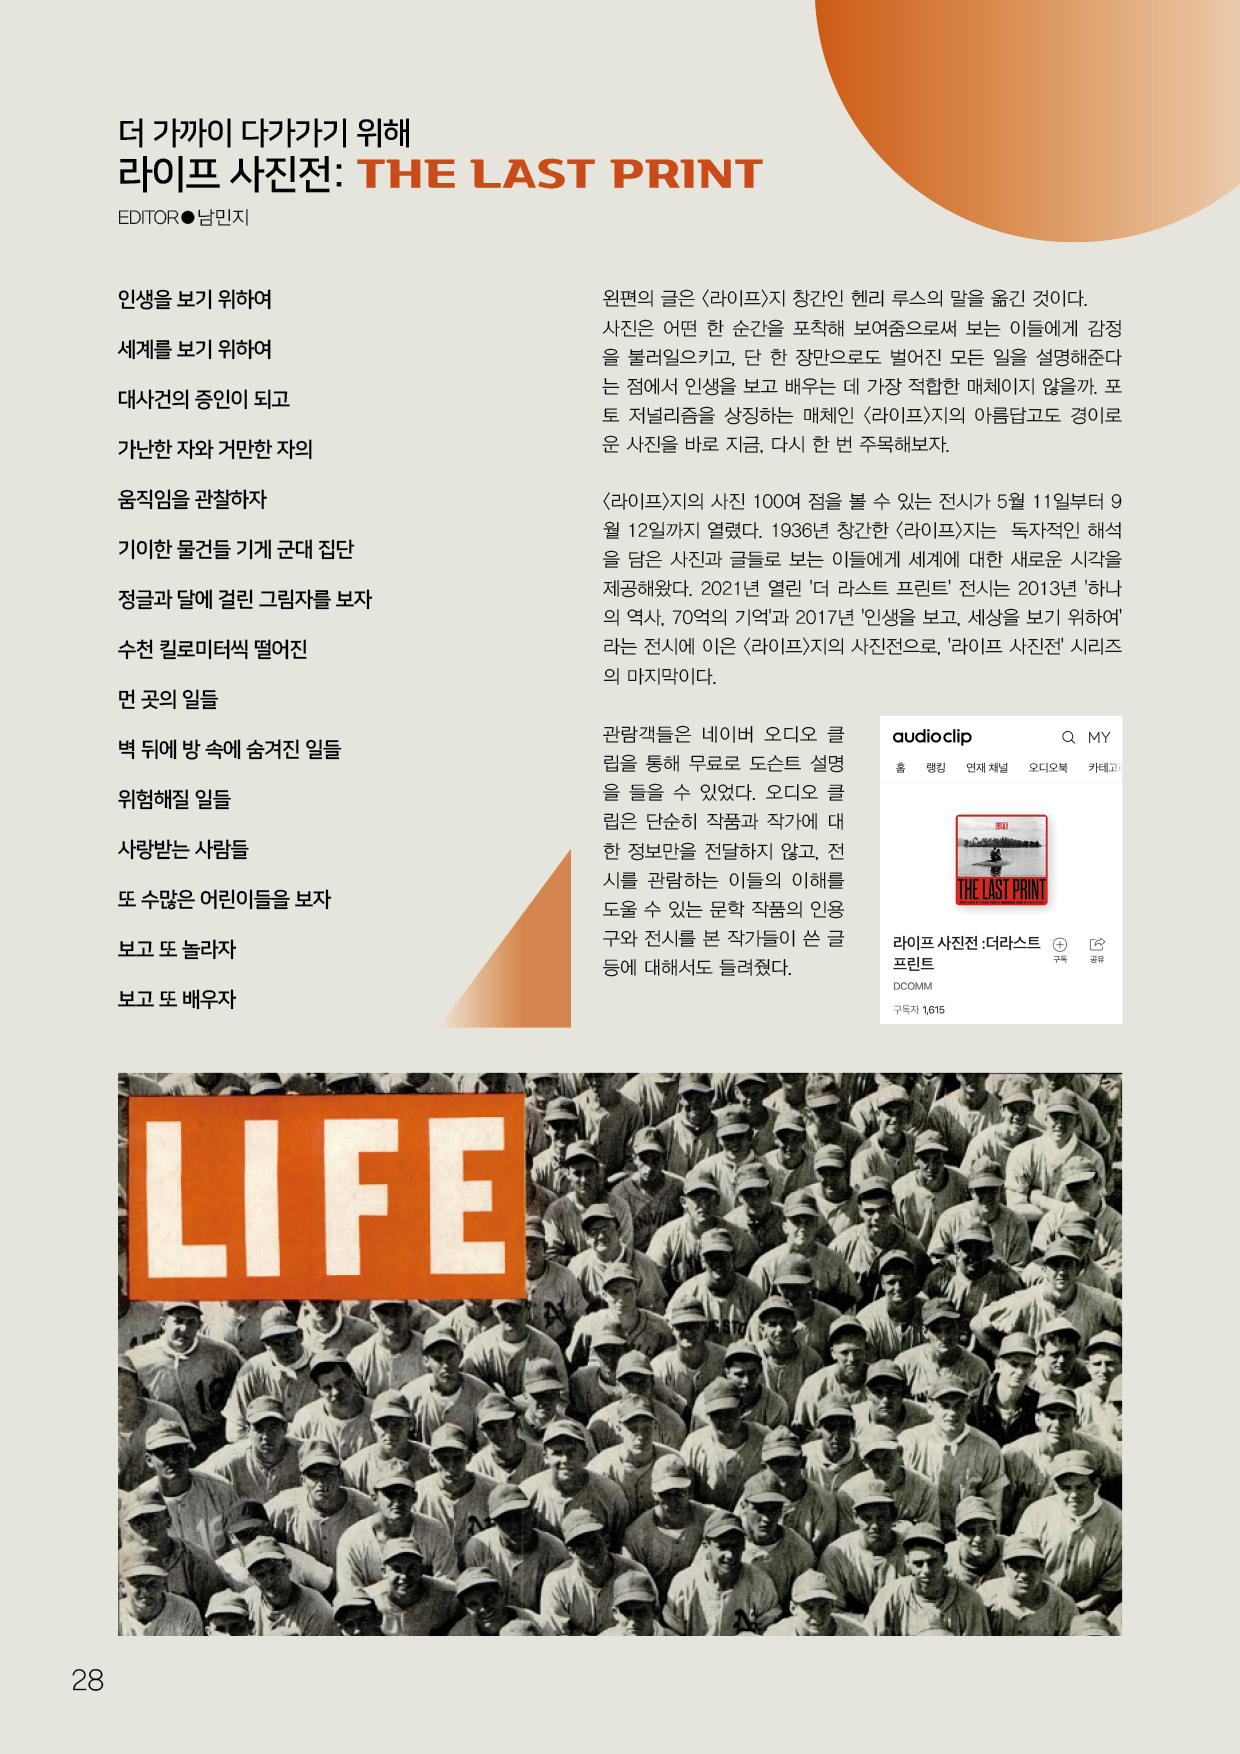 더 가까이 다가가기 위해
라이프 사진전: THE LAST PRINT
EDITOR●남민지
인생을 보기 위하여
세계를 보기 위하여
대사건의 증인이 되고
가난한 자와 거만한 자의
움직임을 관찰하자
기이한 물건들 기계 군대 집단
정글과 달에 걸린 그림자를 보자
수천 킬로미터씩 떨어진
먼 곳의 일들
벽 뒤에 방 속에 숨겨진 일들
위험해질 일들
사랑받는 사람들
또 수많은 어린이들을 보자
보고 또 놀라자
보고 또 배우자
왼편의 글은 〈라이프〉지 창간인 헨리 루스의 말을 옮긴 것이다.
사진은 어떤 한 순간을 포착해 보여줌으로써 보는 이들에게 감정
을 불러일으키고, 단 한 장만으로도 벌어진 모든 일을 설명해준다
는 점에서 인생을 보고 배우는 데 가장 적합한 매체이지 않을까. 포
토 저널리즘을 상징하는 매체인 〈라이프〉지의 아름답고도 경이로
운 사진을 바로 지금, 다시 한 번 주목해보자.
〈라이프〉지의 사진 100여 점을 볼 수 있는 전시가 5월 11일부터 9
월 12일까지 열렸다. 1936년 창간한 〈라이프〉지는 독자적인 해석
을 담은 사진과 글들로 보는 이들에게 세계에 대한 새로운 시각을
제공해왔다. 2021년 열린 '더 라스트 프린트' 전시는 2013년 '하나
의 역사, 70억의 기억'과 2017년 '인생을 보고, 세상을 보기 위하여'
라는 전시에 이은 〈라이프〉지의 사진전으로, '라이프 사진전' 시리즈
의 마지막이다.
관람객들은 네이버 오디오 클
립을 통해 무료로 도슨트 설명
을 들을 수 있었다. 오디오 클
립은 단순히 작품과 작가에 대
한 정보만을 전달하지 않고, 전
시를 관람하는 이들의 이해를
도울 수 있는 문학 작품의 인용
구와 전시를 본 작가들이 쓴 글
등에 대해서도 들려줬다.
audioclip MY
홈 랭킹 연재 채널 오디오북 카테고
LIFE
THE LAST PRINT
라이프 사진전 :더라스트
프린트
구독 공유
DCOMM
구독자 1,615
LIFE
28